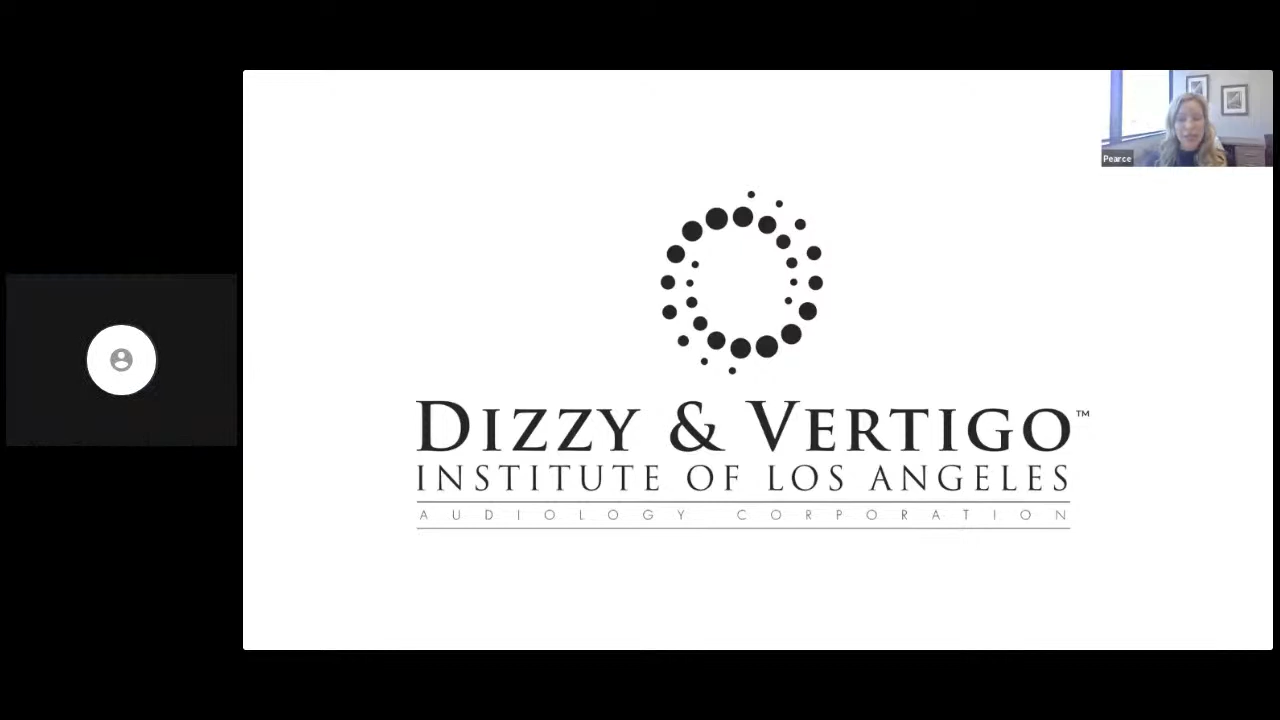 Pearce
DIZZY & VERTIGO™
INSTITUTE OF LOS ANGELES
AUDIOLOGY CORPORATION